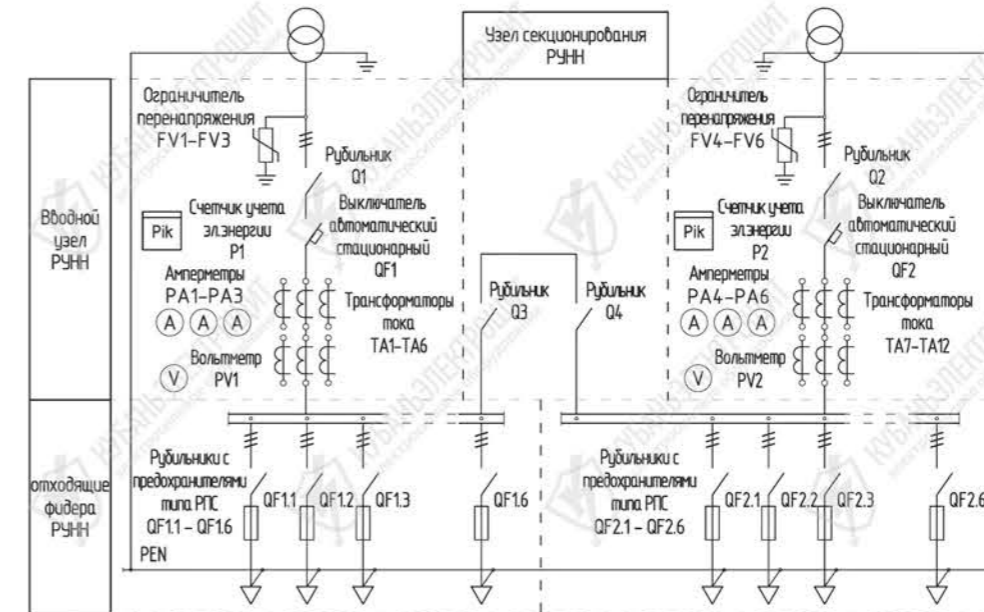 Узел секционирования
РУНН
Ограничитель
перенапряжения
FV1-FV3
Рубильник
Q1
Pik
Счетчик учета
эл.энергии
P1
Выключатель
автоматический
стационарный
QF1
Амперметры
PA1-PA3
A A A
Трансформаторы
тока
TA1-TA6
Вольтметр
PV1
V
Вводной
узел
РУНН
Рубильник
Q3
Рубильник
Q4
Ограничитель
перенапряжения
FV4-FV6
Рубильник
Q2
Pik
Счетчик учета
эл.энергии
P2
Выключатель
автоматический
стационарный
QF2
Амперметры
PA4-PA6
A A A
Трансформаторы
тока
TA7-TA12
Вольтметр
PV2
V
отходящие
фидера
РУНН
Рубильники с
предохранителями
типа РПС
QF1.1 - QF1.6
QF1.1
QF1.2
QF1.3
QF1.6
PEN
Рубильники с
предохранителями
типа РПС
QF2.1 - QF2.6
QF2.1
QF2.2
QF2.3
QF2.6
КУБАНЬЭЛЕКТРОЩИТ